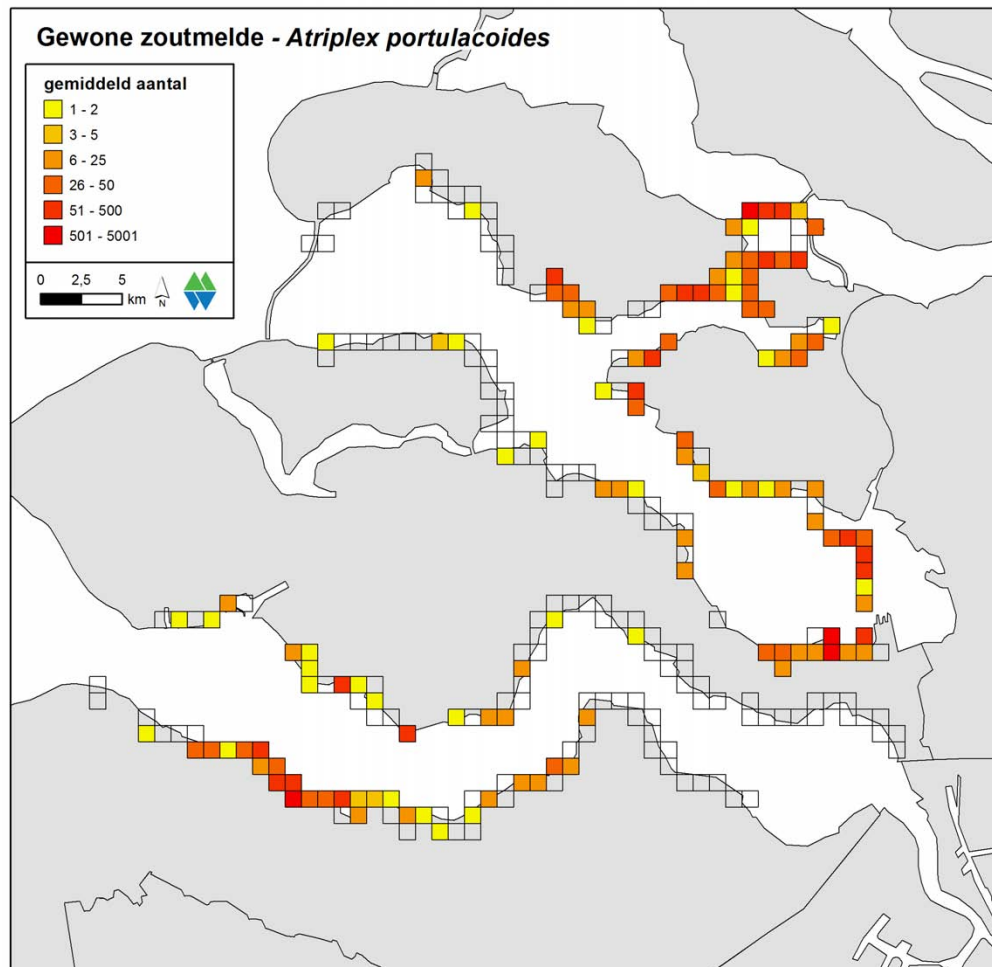 Gewone zoutmelde - Atriplex portulacoides
gemiddeld aantal
1 - 2
3 - 5
6 - 25
26 - 50
51 - 500
501 - 5001
0 2,5 5
km
N